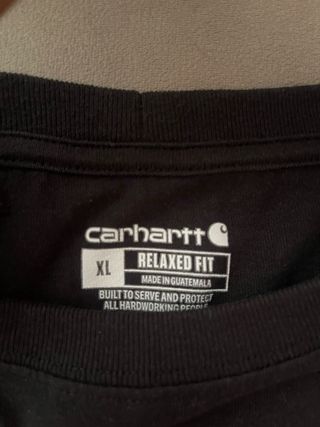 carhartt
XL
RELAXED FIT
MADE IN GUATEMALA
BUILT TO SERVE AND PROTECT
ALL HARDWORKING PEOPLE